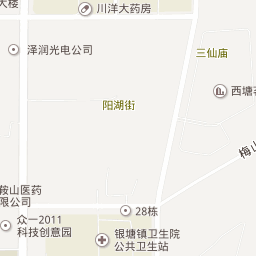 大楼
川洋大药房
泽润光电公司
三仙庙
西塘
阳湖街
梅山
鞍山医药
限公司
28栋
众一2011
科技创意园
银塘镇卫生院
公共卫生站